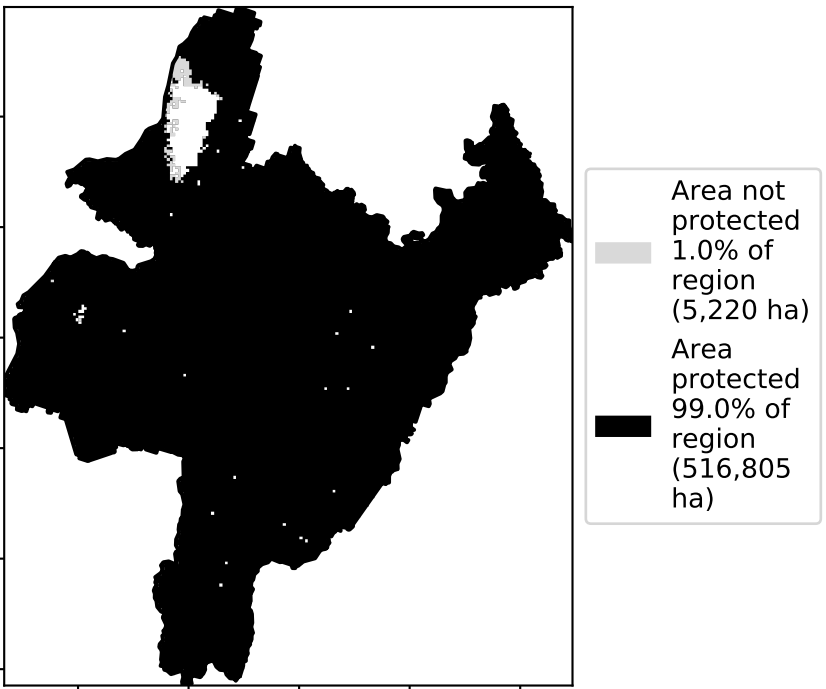 Area not
protected
1.0% of
region
(5,220 ha)
Area
protected
99.0% of
region
(516,805
ha)